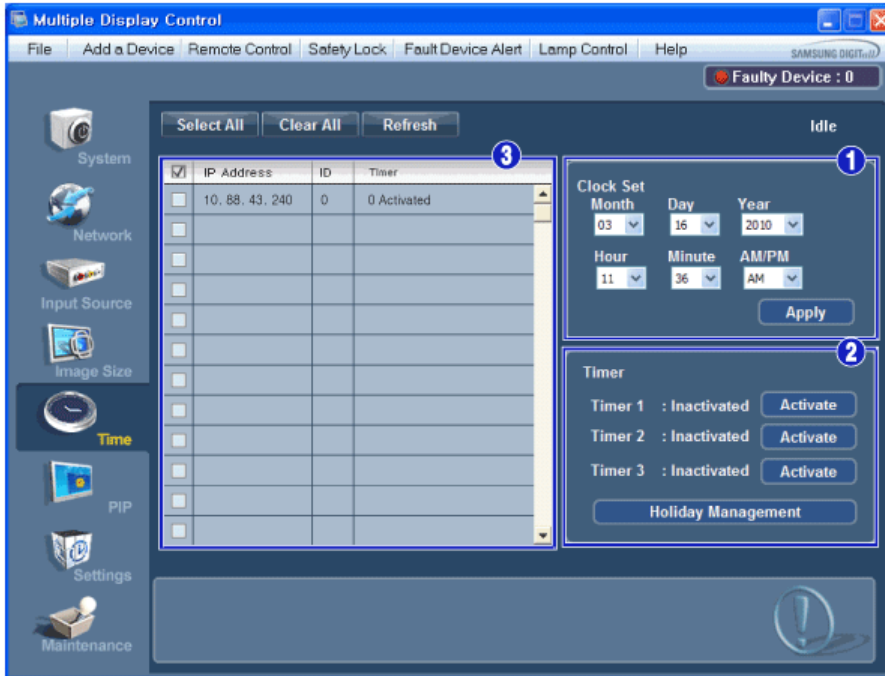 Multiple Display Control
File Add a Device Remote Control Safety Lock Fault Device Alert Lamp Control Help
Faulty Device : 0
Select All Clear All Refresh Idle
System
Network
Input Source
Image Size
Time
PIP
Settings
Maintenance
3
IP Address ID Timer
10. 88. 43. 240 0 0 Activated
1
Clock Set
Month Day Year
03 16 2010
Hour Minute AM/PM
11 36 AM
Apply
2
Timer
Timer 1 : Inactivated Activate
Timer 2 : Inactivated Activate
Timer 3 : Inactivated Activate
Holiday Management